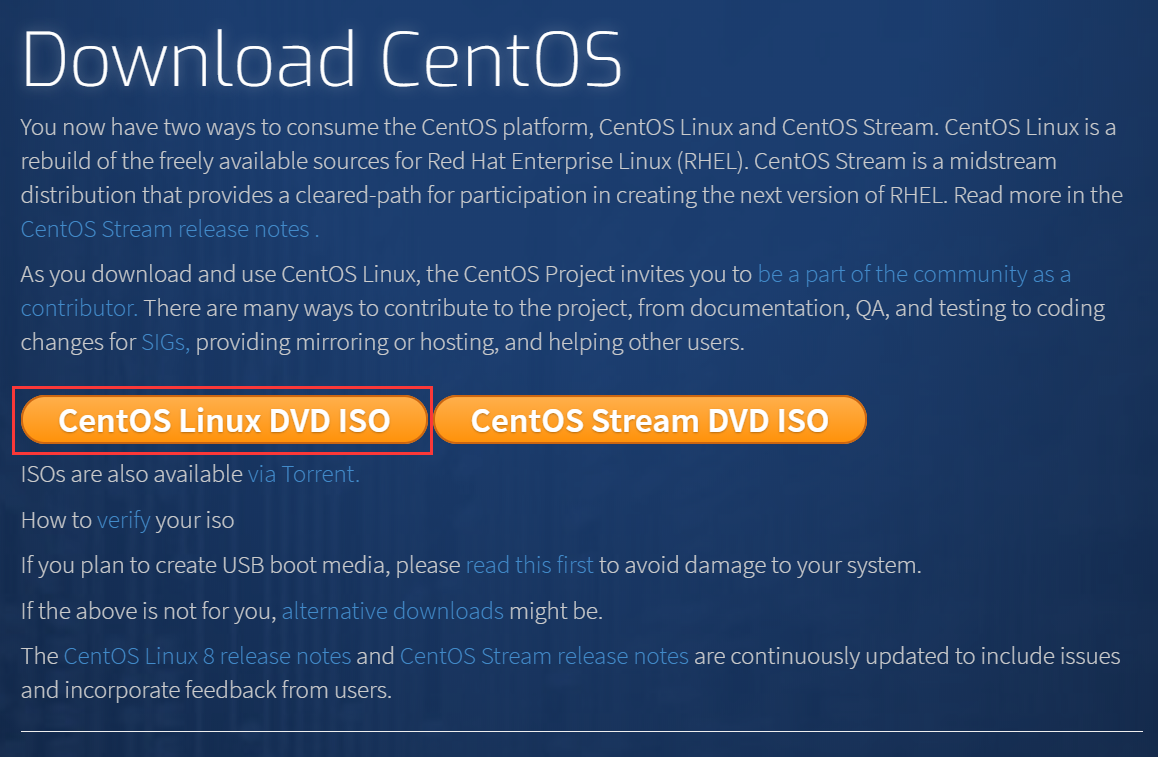 Download CentOS
You now have two ways to consume the CentOS platform, CentOS Linux and CentOS Stream. CentOS Linux is a
rebuild of the freely available sources for Red Hat Enterprise Linux (RHEL). CentOS Stream is a midstream
distribution that provides a cleared-path for participation in creating the next version of RHEL. Read more in the
CentOS Stream release notes .
As you download and use CentOS Linux, the CentOS Project invites you to be a part of the community as a
contributor. There are many ways to contribute to the project, from documentation, QA, and testing to coding
changes for SIGs, providing mirroring or hosting, and helping other users.
CentOS Linux DVD ISO CentOS Stream DVD ISO
ISOs are also available via Torrent.
How to verify your iso
If you plan to create USB boot media, please read this first to avoid damage to your system.
If the above is not for you, alternative downloads might be.
The CentOS Linux 8 release notes and CentOS Stream release notes are continuously updated to include issues
and incorporate feedback from users.